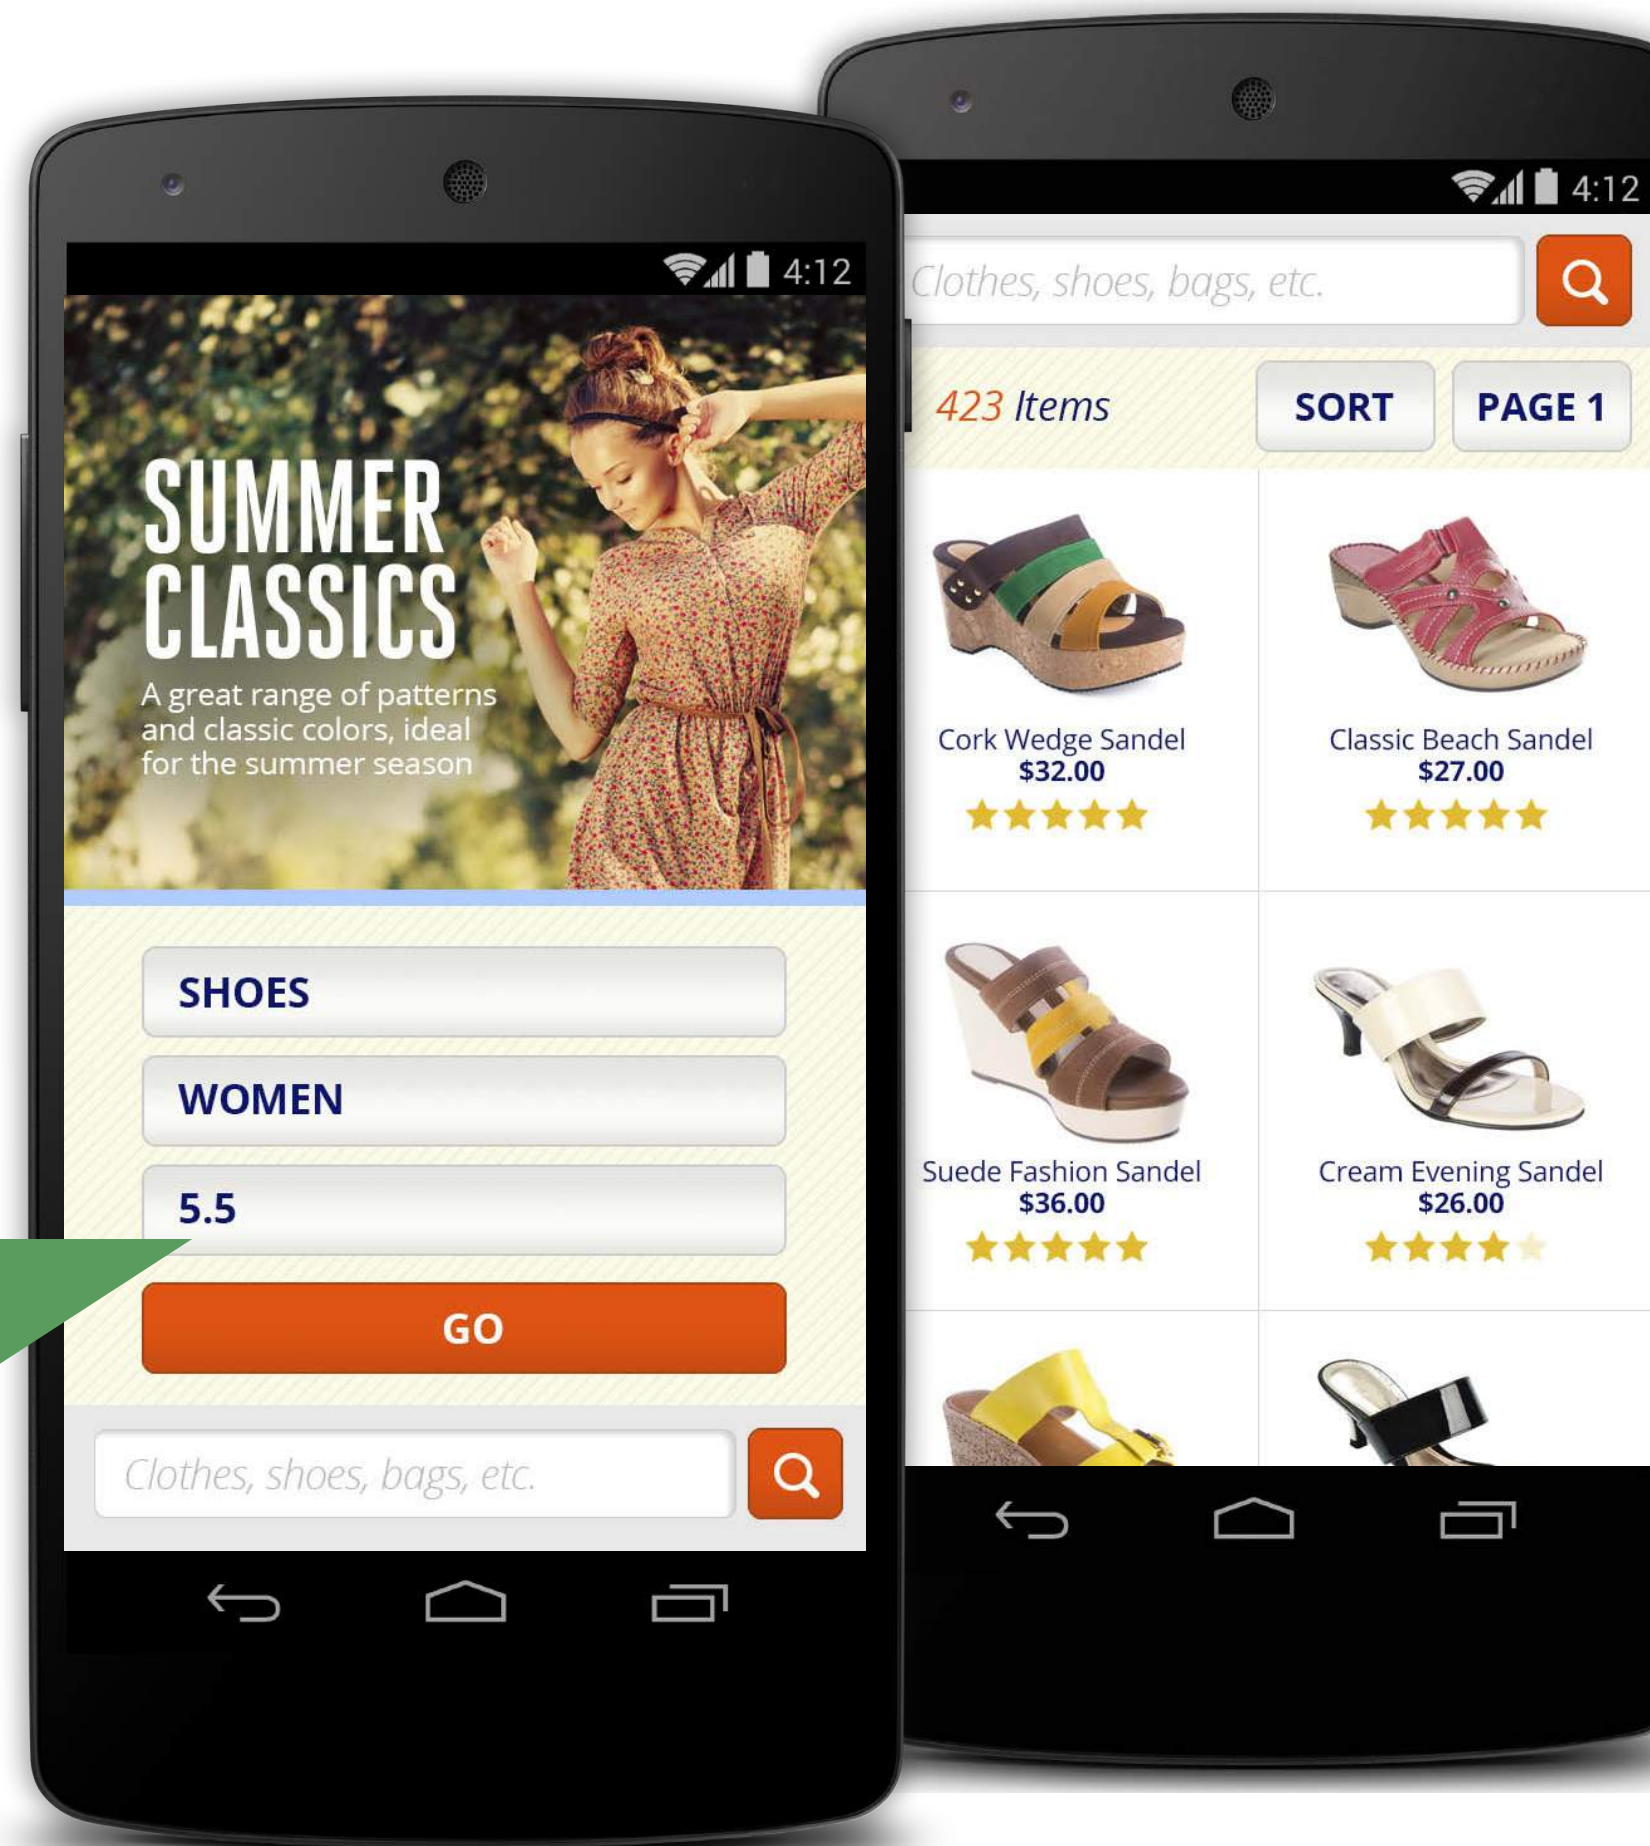 4:12
SUMMER
CLASSICS
A great range of patterns
and classic colors, ideal
for the summer season
SHOES
WOMEN
5.5
GO
Clothes, shoes, bags, etc.
4:12
Clothes, shoes, bags, etc.
423 Items
SORT
PAGE 1
Cork Wedge Sandel
$32.00
Classic Beach Sandel
$27.00
Suede Fashion Sandel
$36.00
Cream Evening Sandel
$26.00